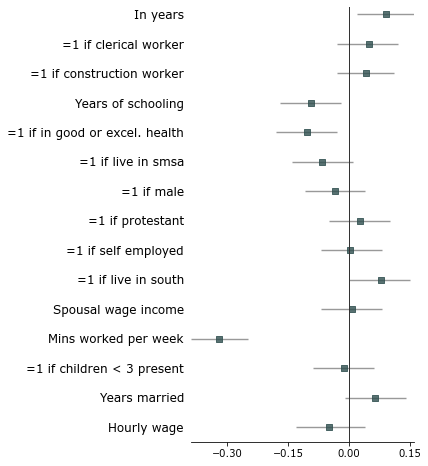 In years
=1 if clerical worker
=1 if construction worker
Years of schooling
=1 if in good or excel. health
=1 if live in smsa
=1 if male
=1 if protestant
=1 if self employed
=1 if live in south
Spousal wage income
Mins worked per week
=1 if children < 3 present
Years married
Hourly wage
−0.30 −0.15 0.00 0.15